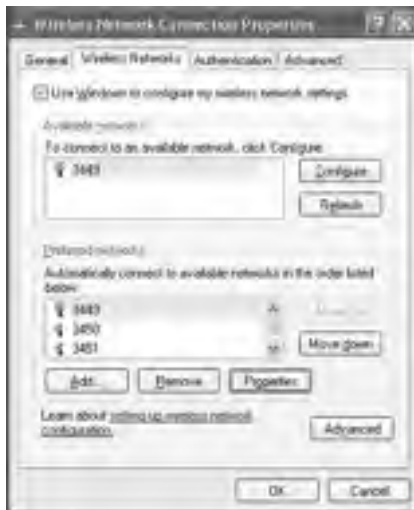 Wireless Network Connection Properties
General Wireless Networks Authentication Advanced
Use Windows to configure my wireless network settings
Available networks
To connect to an available network, click Configure
3449 Configure
Refresh
Preferred networks
Automatically connect to available networks in the order listed
below:
3449
3450
3451 Move down
Add... Remove Properties
Learn about setting up wireless network
configuration. Advanced
OK Cancel